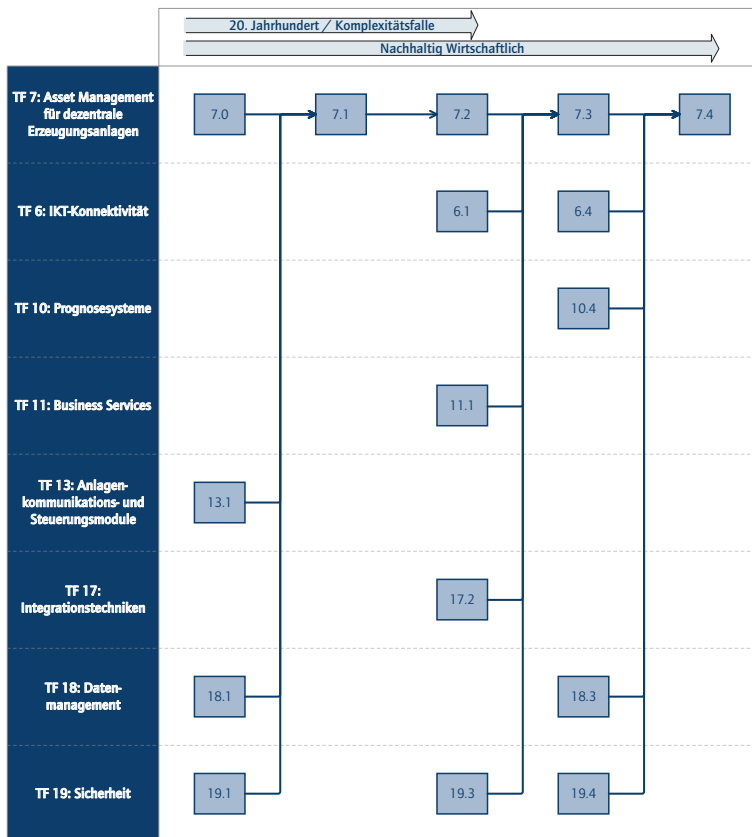 20. Jahrhundert / Komplexitätsfalle
Nachhaltig Wirtschaftlich
TF 7: Asset Management
für dezentrale
Erzeugungsanlagen
7.0
7.1
7.2
7.3
7.4
TF 6: IKT-Konnektivität
6.1
6.4
TF 10: Prognosesysteme
10.4
TF 11: Business Services
11.1
TF 13: Anlagen-
kommunikations- und
Steuerungsmodule
13.1
TF 17:
Integrationstechniken
17.2
TF 18: Daten-
management
18.1
18.3
TF 19: Sicherheit
19.1
19.3
19.4